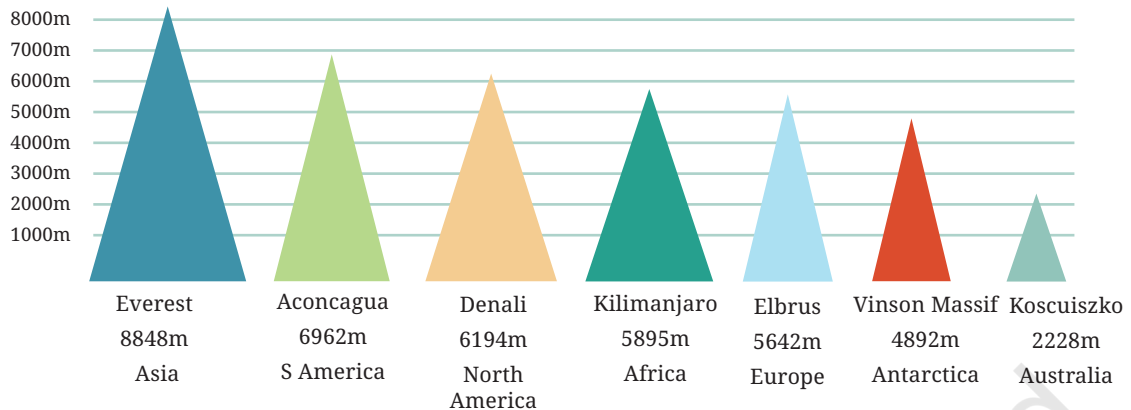 8000m
7000m
6000m
5000m
4000m
3000m
2000m
1000m
Everest
8848m
Asia
Aconcagua
6962m
S America
Denali
6194m
North
America
Kilimanjaro
5895m
Africa
Elbrus
5642m
Europe
Vinson Massif
4892m
Antarctica
Koscuiszko
2228m
Australia